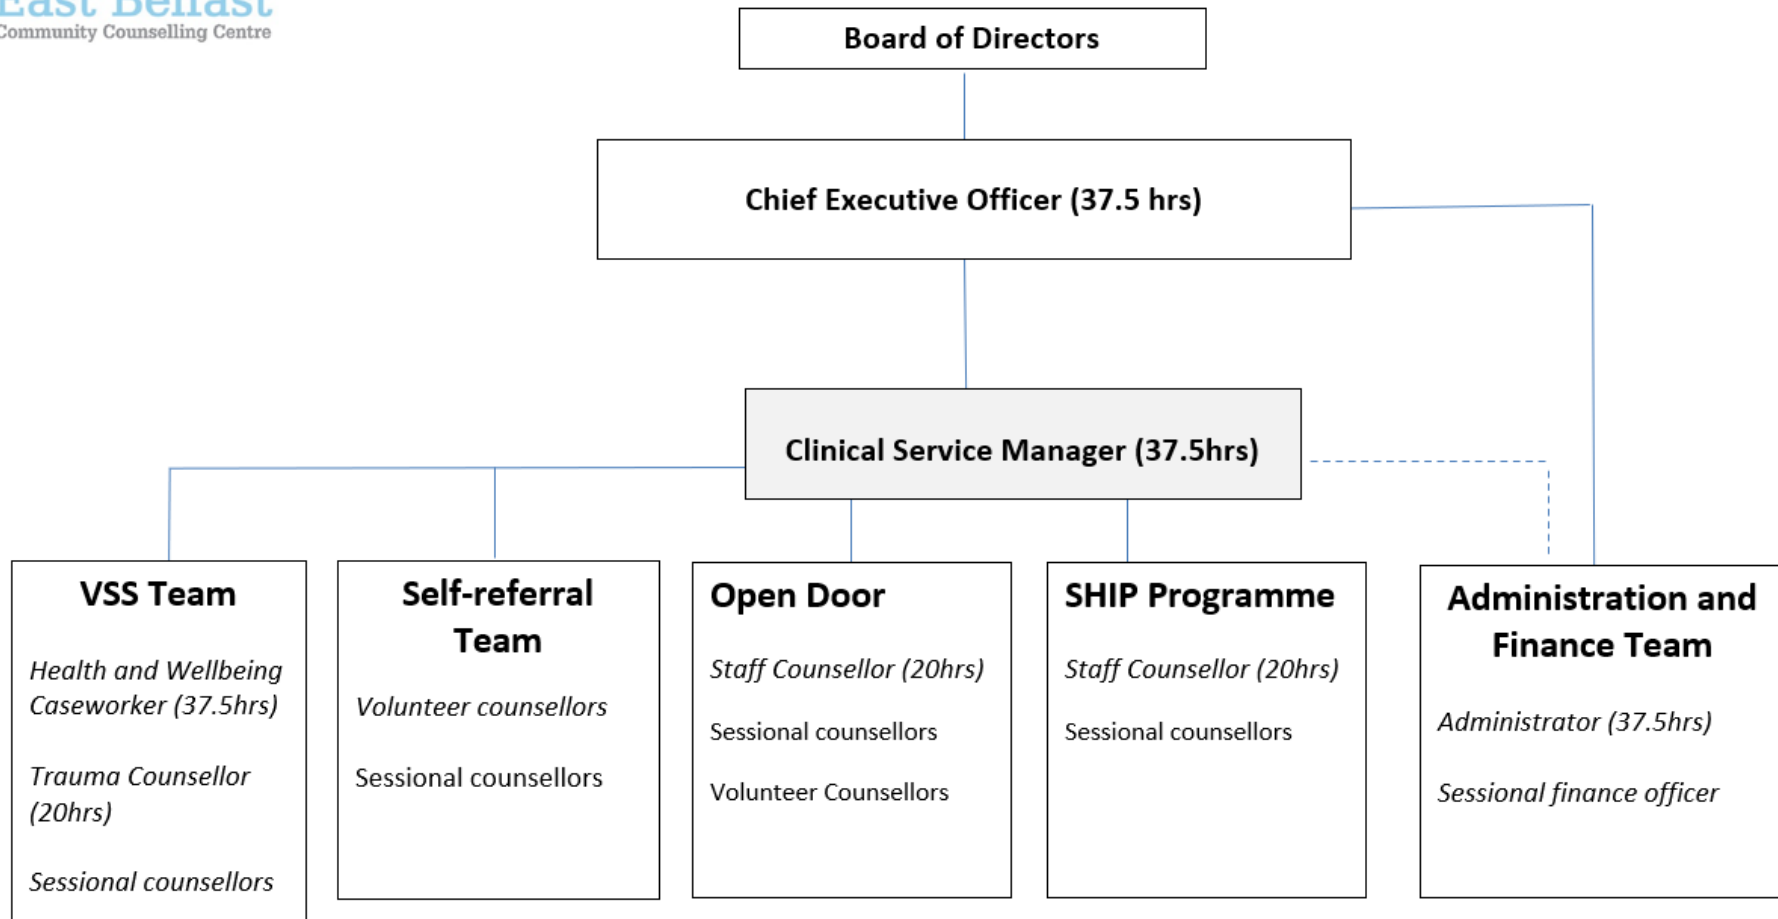 East Belfast
Community Counselling Centre
Board of Directors
Chief Executive Officer (37.5 hrs)
Clinical Service Manager (37.5hrs)
VSS Team
Health and Wellbeing
Caseworker (37.5hrs)
Trauma Counsellor
(20hrs)
Sessional counsellors
Self-referral
Team
Volunteer counsellors
Sessional counsellors
Open Door
Staff Counsellor (20hrs)
Sessional counsellors
Volunteer Counsellors
SHIP Programme
Staff Counsellor (20hrs)
Sessional counsellors
Administration and
Finance Team
Administrator (37.5hrs)
Sessional finance officer